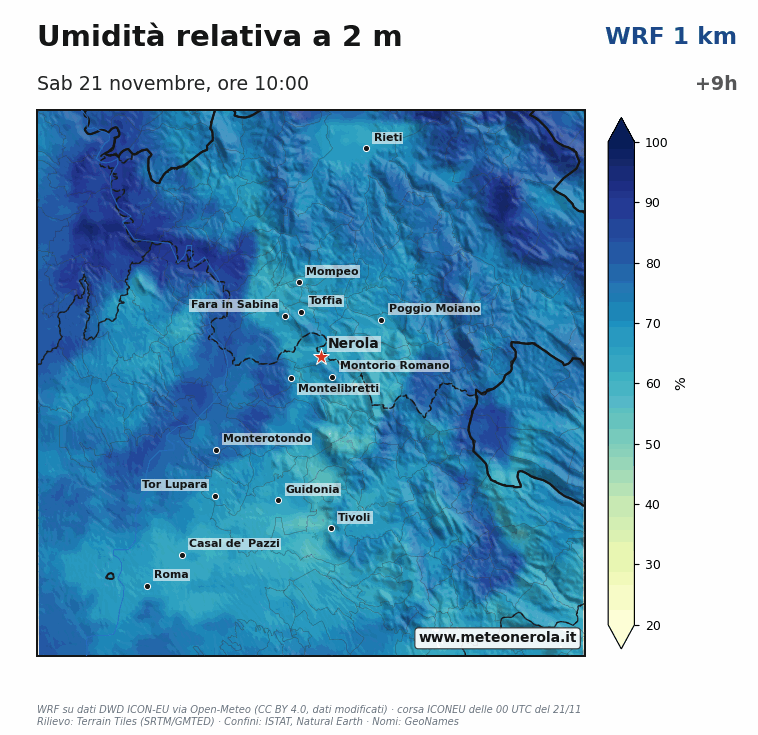 Umidità relativa a 2 m
WRF 1 km
Sab 21 novembre, ore 10:00
+9h
Rieti
Mompeo
Toffia
Fara in Sabina
Poggio Moiano
Nerola
Montorio Romano
Montelibretti
Monterotondo
Tor Lupara
Guidonia
Tivoli
Casal de' Pazzi
Roma
www.meteonerola.it
100
90
80
70
60
50
40
30
20
%
WRF su dati DWD ICON-EU via Open-Meteo (CC BY 4.0, dati modificati) · corsa ICONEU delle 00 UTC del 21/11
Rilievo: Terrain Tiles (SRTM/GMTED) · Confini: ISTAT, Natural Earth · Nomi: GeoNames